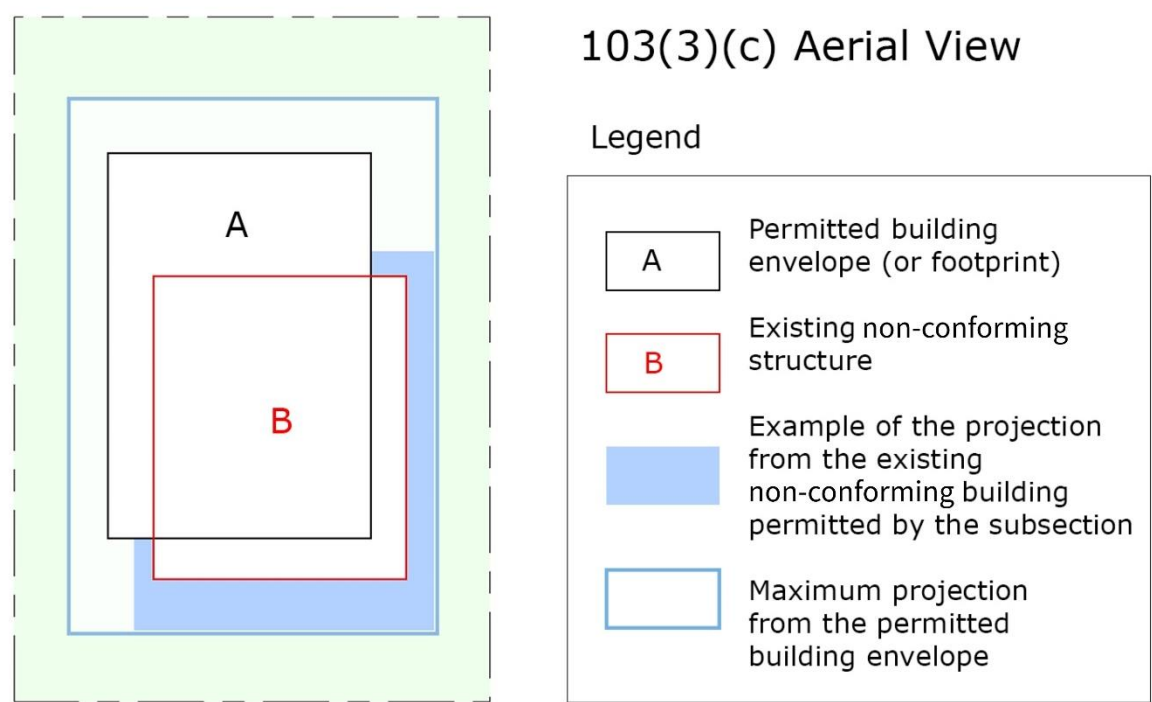 103(3)(c) Aerial View
Legend
A
B
A
Permitted building
envelope (or footprint)
B
Existing non-conforming
structure
Example of the projection
from the existing
non-conforming building
permitted by the subsection
Maximum projection
from the permitted
building envelope